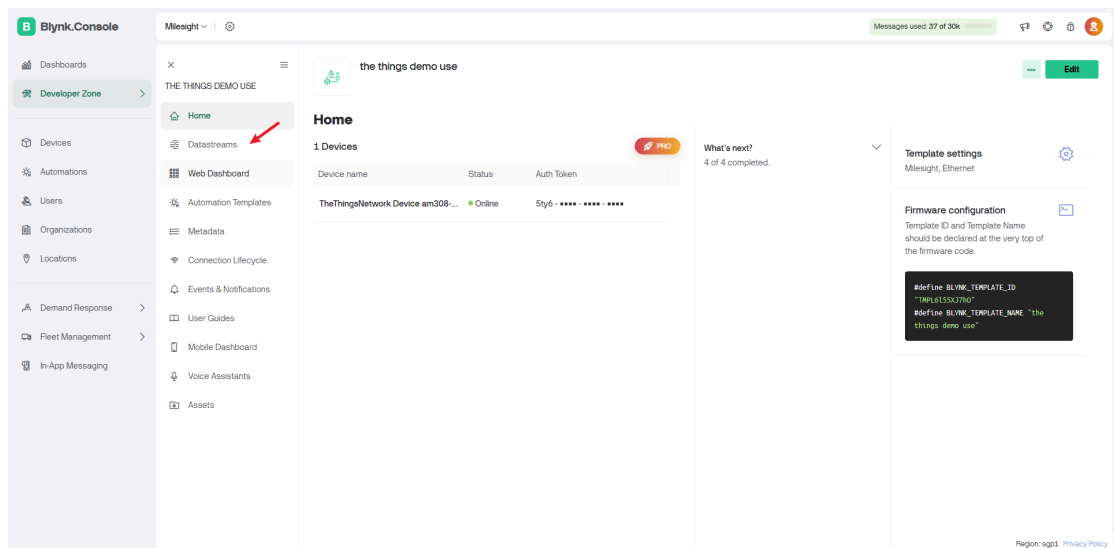 B Blynk.Console
Milesight
Messages used: 37 of 30k
Dashboards
Developer Zone
Devices
Automations
Users
Organizations
Locations
Demand Response
Fleet Management
In-App Messaging
THE THINGS DEMO USE
Home
Datastreams
Web Dashboard
Automation Templates
Metadata
Connection Lifecycle
Events & Notifications
User Guides
Mobile Dashboard
Voice Assistants
Assets
the things demo use
Edit
Home
1 Devices
PRO
Device name Status Auth Token
TheThingsNetwork Device am308-... Online 5ty6 - •••• - •••• - ••••
What's next?
4 of 4 completed.
Template settings
Milesight, Ethernet
Firmware configuration
Template ID and Template Name
should be declared at the very top of
the firmware code.
#define BLYNK_TEMPLATE_ID
"TMPL6l55XJ7hO"
#define BLYNK_TEMPLATE_NAME "the
things demo use"
Region: sgp1 Privacy Policy